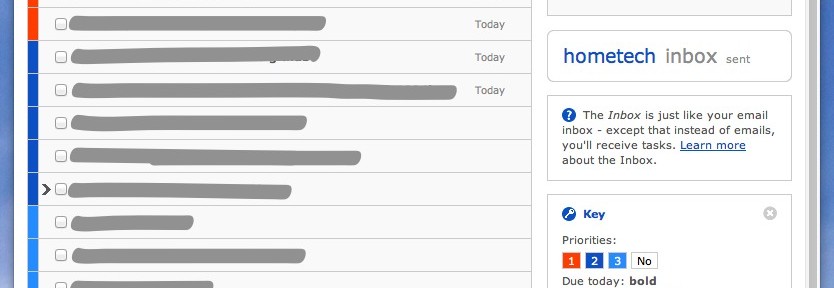 Today
Today
Today
hometech inbox sent
? The Inbox is just like your email
inbox - except that instead of emails,
you'll receive tasks. Learn more
about the Inbox.
Key
Priorities:
1 2 3 No
Due today: bold